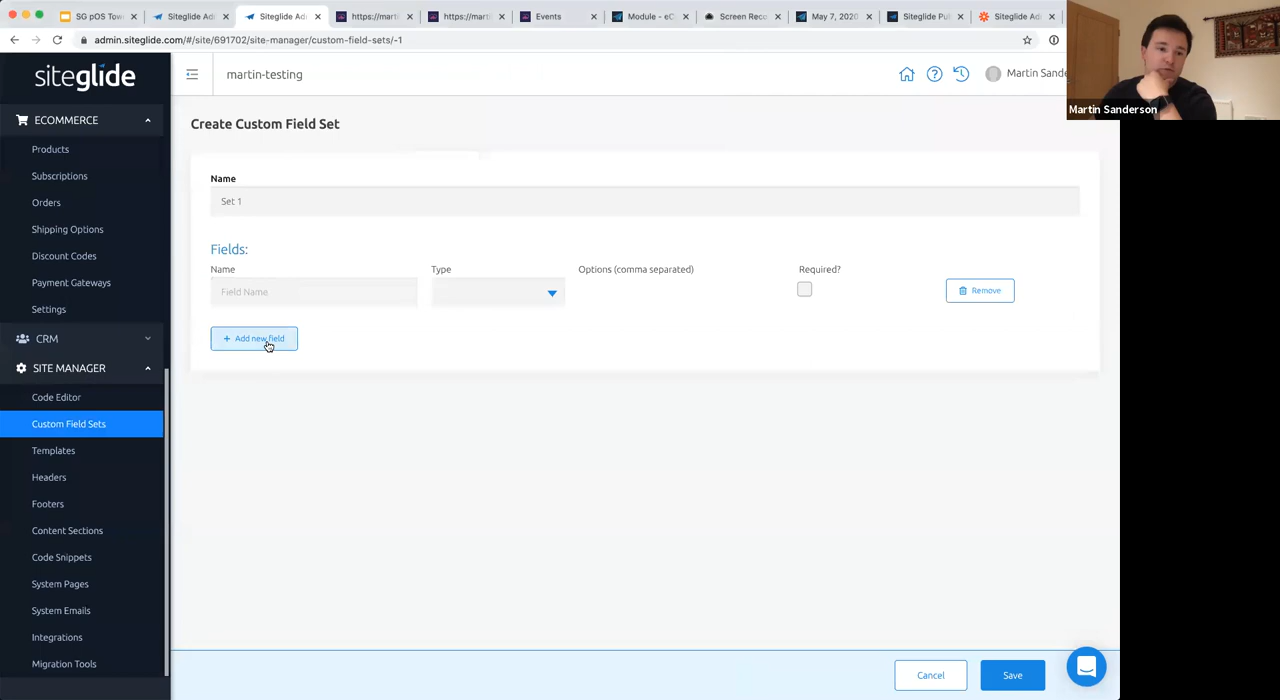 SG pOS Tow
Siteglide Ad
Siteglide Ad
https://marti
https://marti
Events
Module - eC
Screen Reco
May 7, 2020
Siteglide Pul
Siteglide Ad
admin.siteglide.com/#/site/691702/site-manager/custom-field-sets/-1
siteglide
martin-testing
Martin Sande
Martin Sanderson
ECOMMERCE
Products
Subscriptions
Orders
Shipping Options
Discount Codes
Payment Gateways
Settings
CRM
SITE MANAGER
Code Editor
Custom Field Sets
Templates
Headers
Footers
Content Sections
Code Snippets
System Pages
System Emails
Integrations
Migration Tools
Create Custom Field Set
Name
Set 1
Fields:
Name Type Options (comma separated) Required?
Field Name
Remove
+ Add new field
Cancel
Save